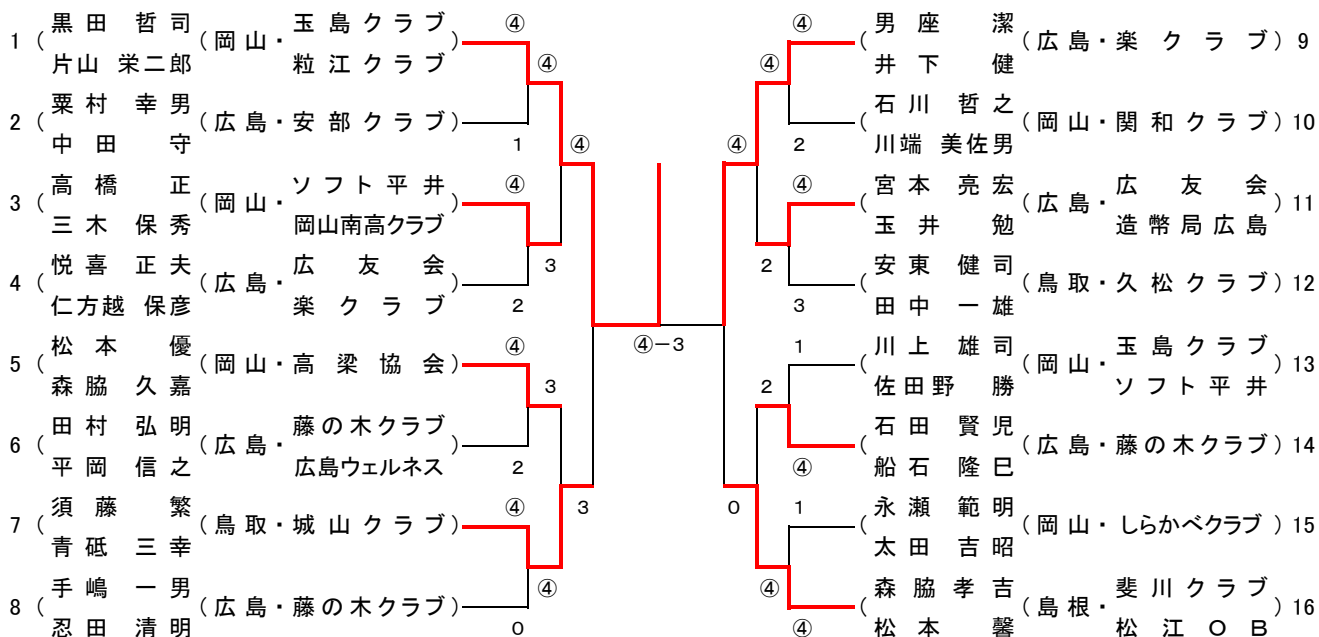 ④ ④
黒田 哲司 玉島クラブ 男座 潔
1 ( (岡山・ ) ( (広島・楽クラブ) 9
片山 栄二郎 粒江クラブ ④ ④ 井下 健
粟村 幸男 石川 哲之
2 ( (広島・安部クラブ) ( (岡山・関和クラブ) 10
中田 守 1 2 川端 美佐男
④ ④
高橋 正 ソフト平井 ④ ④ 宮本 亮宏 広友会
3 ( (岡山・ ) ( (広島・ ) 11
三木 保秀 岡山南高クラブ 玉井 勉 造幣局広島
悦喜 正夫 広友会 3 2 安東 健司
4 ( (広島・ ) ( (鳥取・久松クラブ) 12
仁方越 保彦 楽クラブ 2 3 田中 一雄
④－3
松本 優 ④ 1 川上 雄司 玉島クラブ
5 ( (岡山・高梁協会) ( (岡山・ ) 13
森脇 久嘉 3 2 佐田野 勝 ソフト平井
田村 弘明 藤の木クラブ 石田 賢児
6 ( (広島・ ) ( (広島・藤の木クラブ) 14
平岡 信之 広島ウェルネス 2 ④ 船石 隆巳
須藤 繁 ④ 3 0 1 永瀬 範明
7 ( (鳥取・城山クラブ) (岡山・しらかべクラブ) 15
青砥 三幸 太田 吉昭
手嶋 一男 ④ ④ 森脇 孝吉 斐川クラブ
8 ( (広島・藤の木クラブ) ( (島根・ ) 16
忍田 清明 0 ④ 松本 馨 松江OB